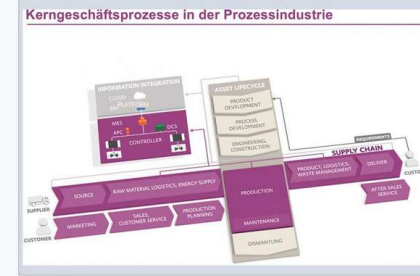 Kerngeschäftsprozesse in der Prozessindustrie
INFORMATION INTEGRATION
CLOUD
PLATFORM
MES
APC
DCS
CONTROLLER
ASSET LIFECYCLE
PRODUCT
DEVELOPMENT
PROCESS
DEVELOPMENT
ENGINEERING,
CONSTRUCTION
REQUIREMENTS
SUPPLY CHAIN
SUPPLIER
SOURCE
RAW MATERIAL LOGISTICS, ENERGY SUPPLY
PRODUCTION
PRODUCT, LOGISTICS,
WASTE MANAGEMENT
DELIVER
CUSTOMER
MARKETING
SALES,
CUSTOMER SERVICE
PRODUCTION
PLANNING
MAINTENANCE
AFTER SALES
SERVICE
DISMANTLING